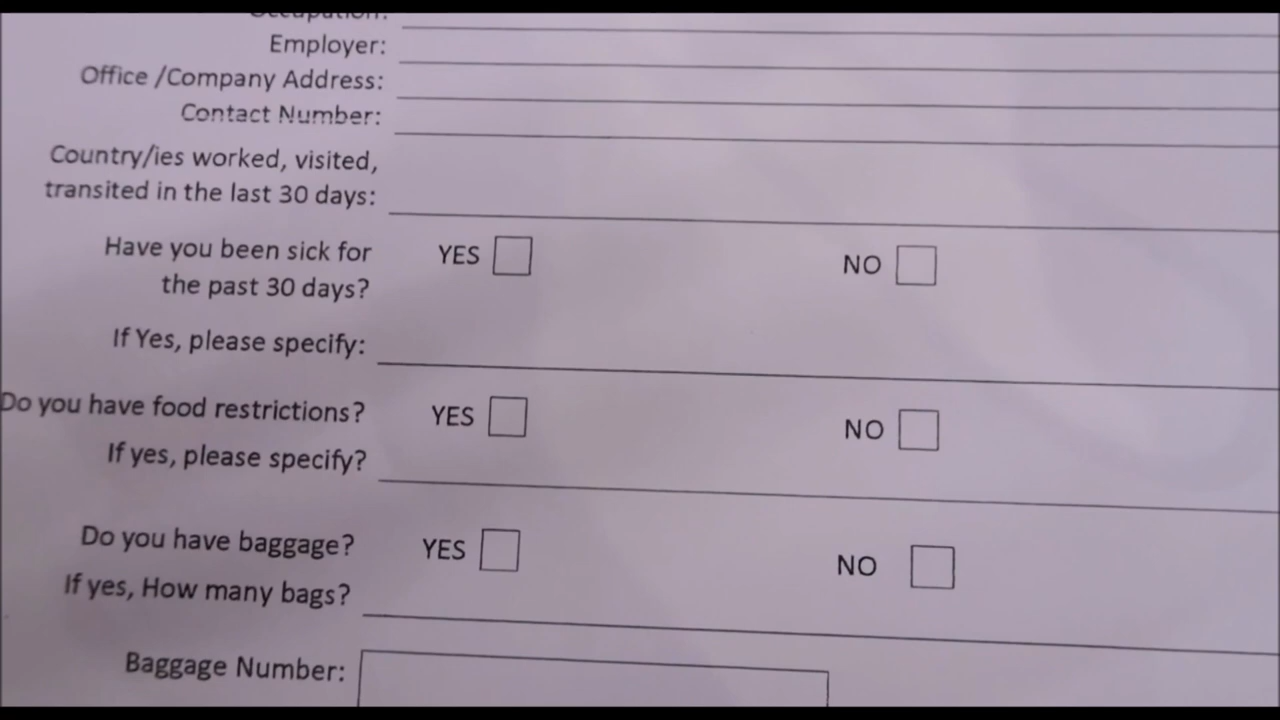 Occupation:
Employer:
Office /Company Address:
Contact Number:
Country/ies worked, visited,
transited in the last 30 days:
Have you been sick for YES NO
the past 30 days?
If Yes, please specify:
Do you have food restrictions? YES NO
If yes, please specify?
Do you have baggage? YES NO
If yes, How many bags?
Baggage Number: